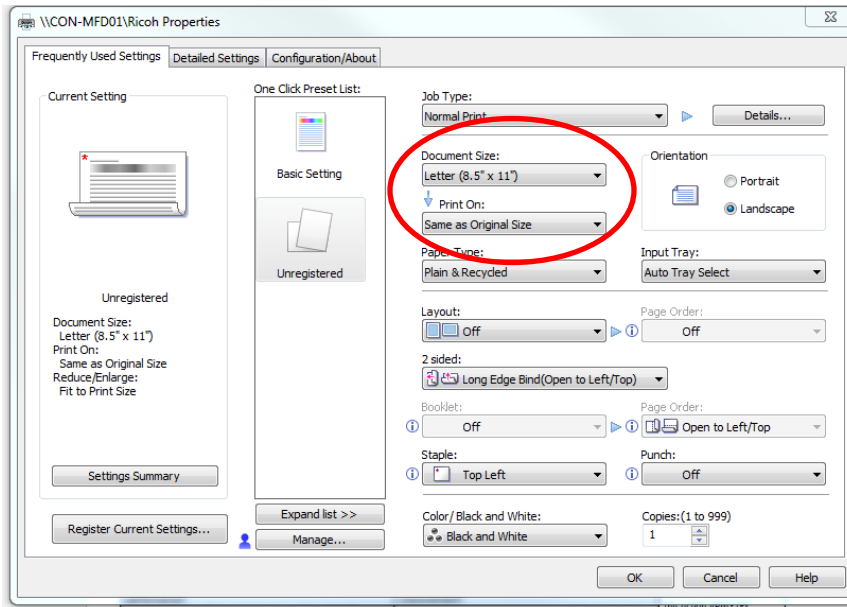 \\CON-MFD01\Ricoh Properties
Frequently Used Settings
Detailed Settings
Configuration/About
Current Setting
Unregistered
Document Size:
Letter (8.5" x 11")
Print On:
Same as Original Size
Reduce/Enlarge:
Fit to Print Size
Settings Summary
Register Current Settings...
One Click Preset List:
Basic Setting
Unregistered
Expand list >>
Manage...
Job Type:
Normal Print
Details...
Document Size:
Letter (8.5" x 11")
Print On:
Same as Original Size
Orientation
Portrait
Landscape
Paper Type:
Plain & Recycled
Input Tray:
Auto Tray Select
Layout:
Off
Page Order:
Off
2 sided:
Long Edge Bind(Open to Left/Top)
Booklet:
Off
Page Order:
Open to Left/Top
Staple:
Top Left
Punch:
Off
Color/Black and White:
Black and White
Copies:(1 to 999)
1
OK
Cancel
Help